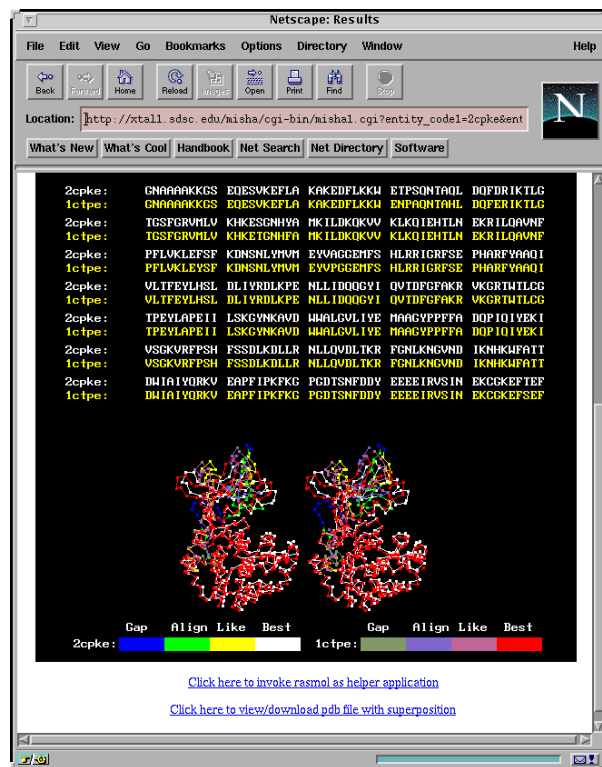 Netscape: Results
File Edit View Go Bookmarks Options Directory Window Help
Back Forward Home Reload Images Open Print Find Stop
Location: http://xtal1.sdsc.edu/misha/cgi-bin/misha1.cgi?entity_code1=2cpke&ent
N
What's New What's Cool Handbook Net Search Net Directory Software
2cpke: GNAAAAKKGS EQESVKEFLA KAKEDFLKKW ETPSQNTAQL DQFDRIKTLG
1ctpe: GNAAAAKKGS EQESVKEFLA KAKEDFLKKW ENPAQNTAHL DQFERIKTLG
2cpke: TGSFGRVMLV KHKESGNHYA MKILDKQKVV KLKQIEHTLN EKRILQAVNF
1ctpe: TGSFGRVMLV KHKETGNHFA MKILDKQKVV KLKQIEHTLN EKRILQAVNF
2cpke: PFLVKLEFSF KDNSNLYMVM EYVAGGEMFS HLRRIGRFSE PHARFYAAQI
1ctpe: PFLVKLEYSF KDNSNLYMVM EYVPGGEMFS HLRRIGRFSE PHARFYAAQI
2cpke: VLTFEYLHSL DLIYRDLKPE NLLIDQQGYI QVTDFGFAKR VKGRTWTLCG
1ctpe: VLTFEYLHSL DLIYRDLKPE NLLIDQQGYI QVTDFGFAKR VKGRTWTLCG
2cpke: TPEYLAPEII LSKGYNKAVD WWALGVLIYE MAAGYPPFFA DQPIQIYEKI
1ctpe: TPEYLAPEII LSKGYNKAVD WWALGVLIYE MAAGYPPFFA DQPIQIYEKI
2cpke: VSGKVRFPSH FSSDLKDLLR NLLQVDLTKR FGNLKNGVND IKNHKWFATT
1ctpe: VSGKVRFPSH FSSDLKDLLR NLLQVDLTKR FGNLKNGVND IKNHKWFATT
2cpke: DWIAIYQRKV EAPFIPKFKG PGDTSNFDDY EEEEIRVSIN EKCGKEFTEF
1ctpe: DWIAIYQRKV EAPFIPKFKG PGDTSNFDDY EEEEIRVSIN EKCGKEFSEF
Gap Align Like Best Gap Align Like Best
2cpke: 1ctpe:
Click here to invoke rasmol as helper application
Click here to view/download pdb file with superposition